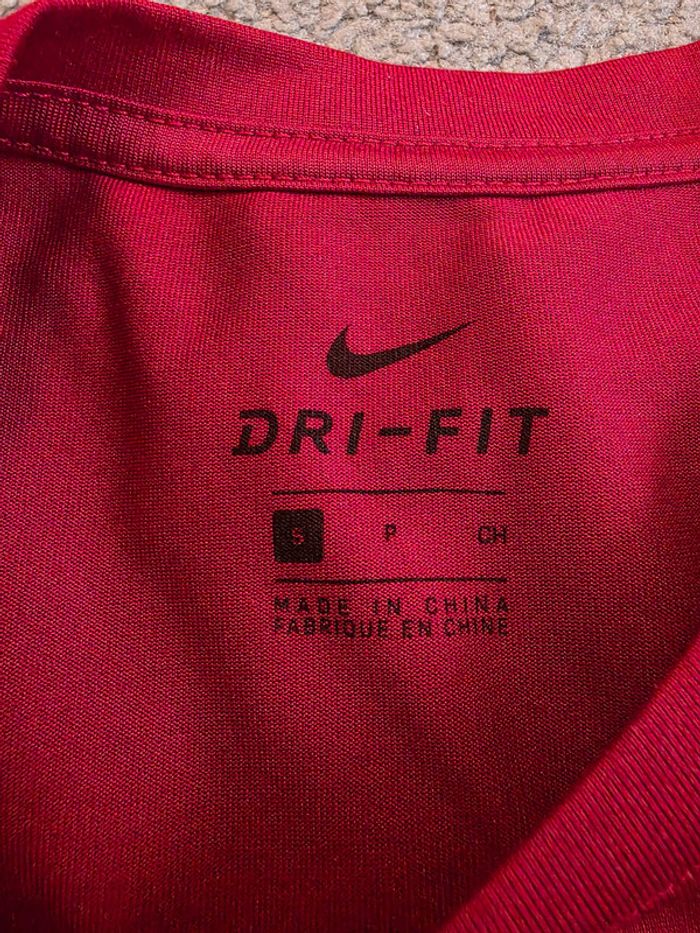 DRI-FIT
S P CH
MADE IN CHINA
FABRIQUE EN CHINE